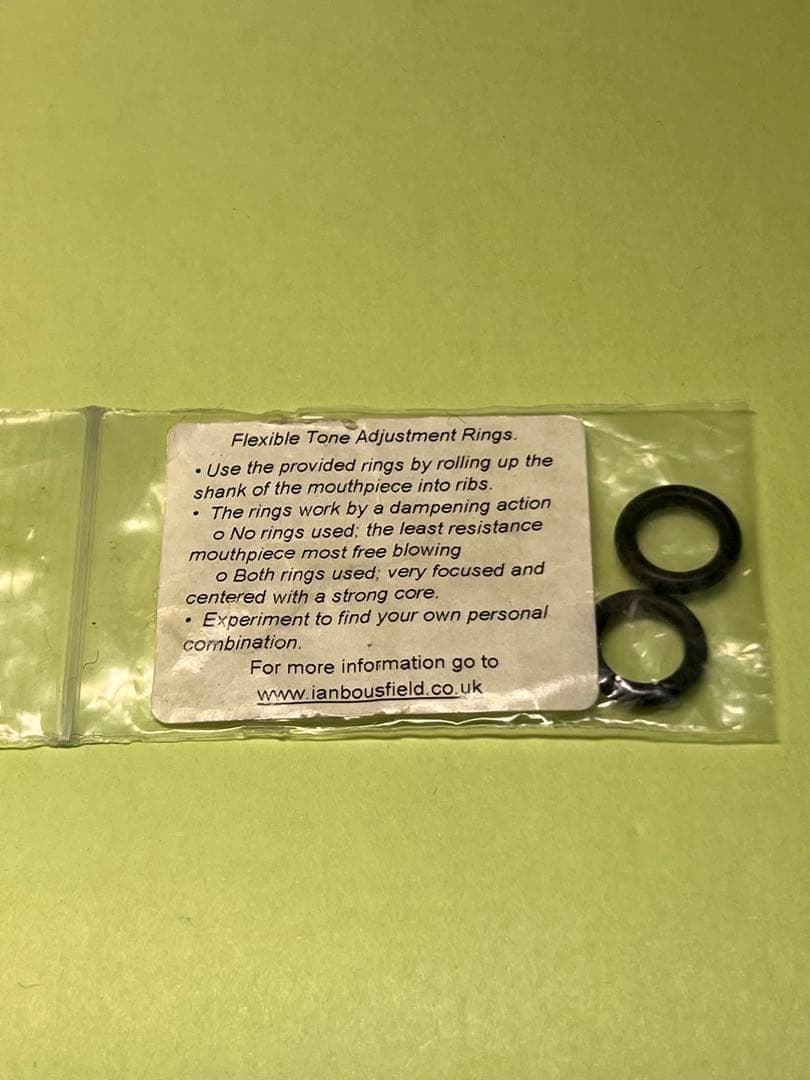 Flexible Tone Adjustment Rings.
• Use the provided rings by rolling up the
shank of the mouthpiece into ribs.
• The rings work by a dampening action
o No rings used; the least resistance
mouthpiece most free blowing
o Both rings used; very focused and
centered with a strong core.
• Experiment to find your own personal
combination.
For more information go to
www.ianbousfield.co.uk